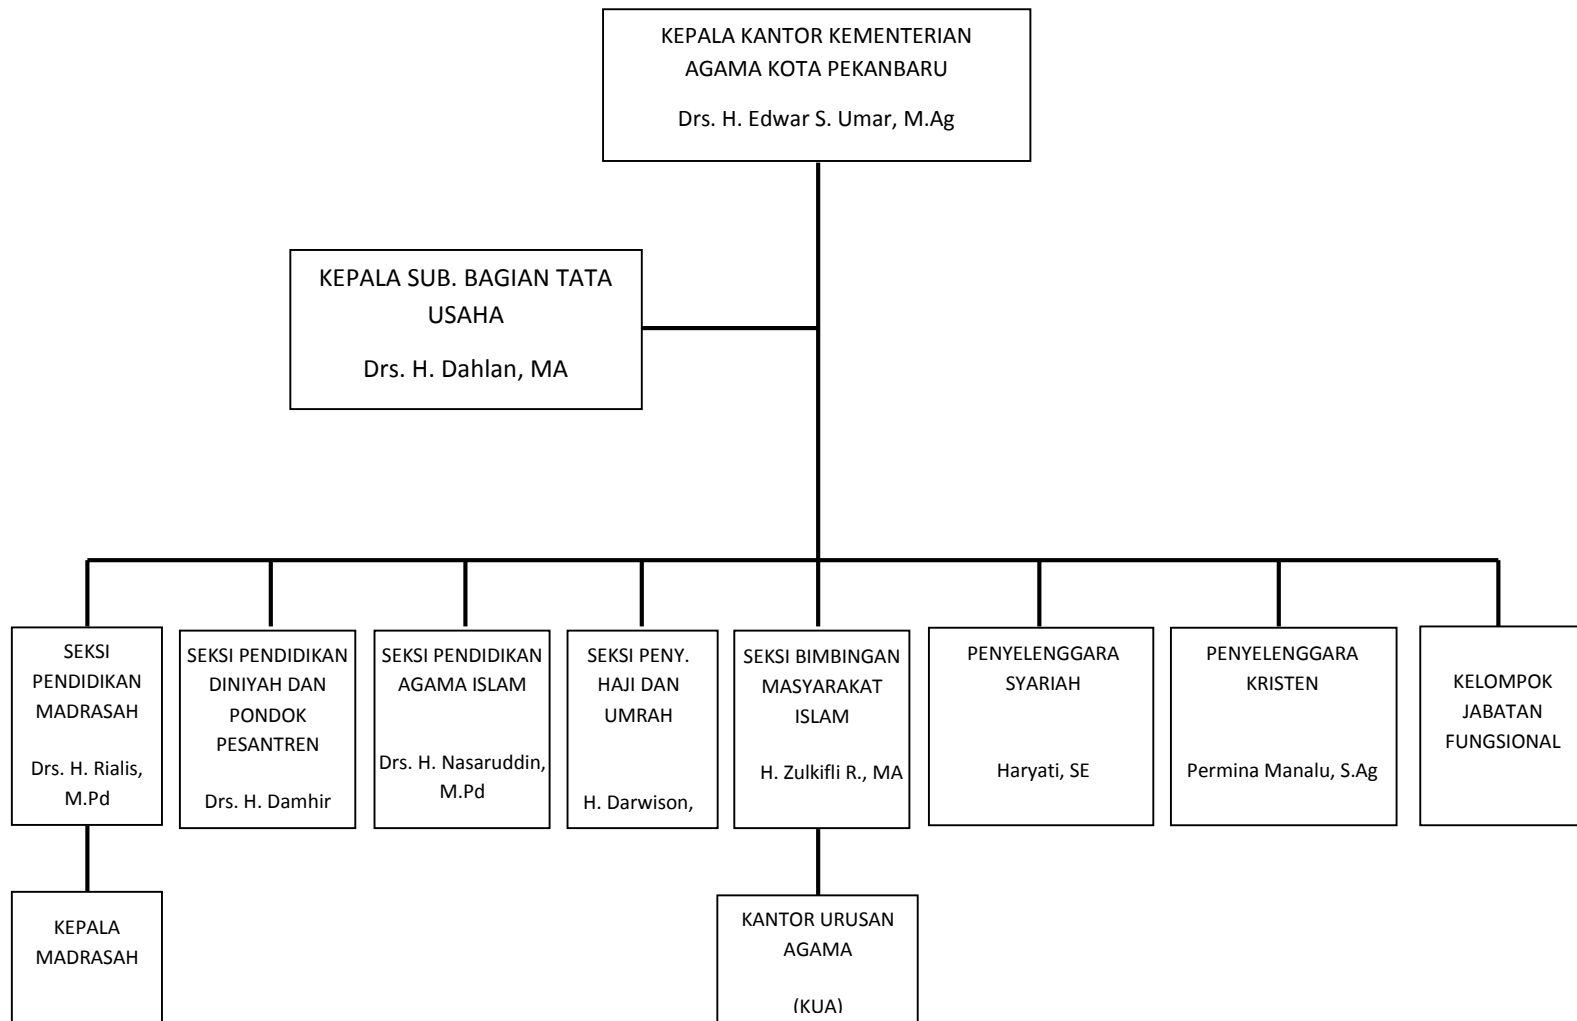 KEPALA KANTOR KEMENTERIAN
AGAMA KOTA PEKANBARU
Drs. H. Edwar S. Umar, M.Ag
KEPALA SUB. BAGIAN TATA
USAHA
Drs. H. Dahlan, MA
SEKSI
PENDIDIKAN
MADRASAH
Drs. H. Rialis,
M.Pd
SEKSI PENDIDIKAN
DINIYAH DAN
PONDOK
PESANTREN
Drs. H. Damhir
SEKSI PENDIDIKAN
AGAMA ISLAM
Drs. H. Nasaruddin,
M.Pd
SEKSI PENY.
HAJI DAN
UMRAH
H. Darwison,
SEKSI BIMBINGAN
MASYARAKAT
ISLAM
H. Zulkifli R., MA
PENYELENGGARA
SYARIAH
Haryati, SE
PENYELENGGARA
KRISTEN
Permina Manalu, S.Ag
KELOMPOK
JABATAN
FUNGSIONAL
KEPALA
MADRASAH
KANTOR URUSAN
AGAMA
(KUA)